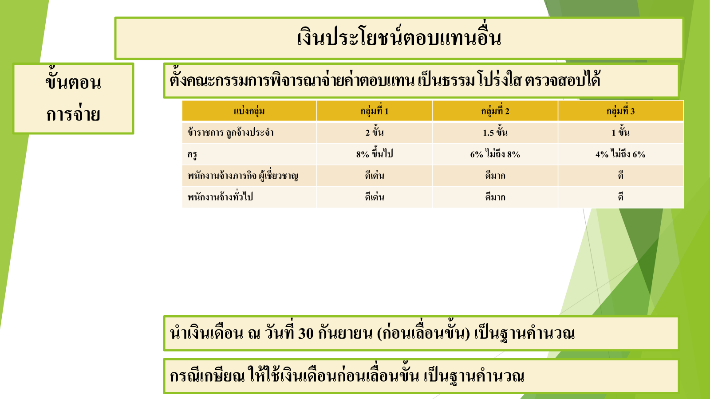 เงินประโยชน์ตอบแทนอื่น
ขั้นตอน
การจ่าย
ตั้งคณะกรรมการพิจารณาจ่ายค่าตอบแทน เป็นธรรม โปร่งใส ตรวจสอบได้
แบ่งกลุ่ม กลุ่มที่ 1 กลุ่มที่ 2 กลุ่มที่ 3
ข้าราชการ ลูกจ้างประจำ 2 ขั้น 1.5 ขั้น 1 ขั้น
ครู 8% ขึ้นไป 6% ไม่ถึง 8% 4% ไม่ถึง 6%
พนักงานจ้างภารกิจ ผู้เชี่ยวชาญ ดีเด่น ดีมาก ดี
พนักงานจ้างทั่วไป ดีเด่น ดีมาก ดี
นำเงินเดือน ณ วันที่ 30 กันยายน (ก่อนเลื่อนขั้น) เป็นฐานคำนวณ
กรณีเกษียณ ให้ใช้เงินเดือนก่อนเลื่อนขั้น เป็นฐานคำนวณ